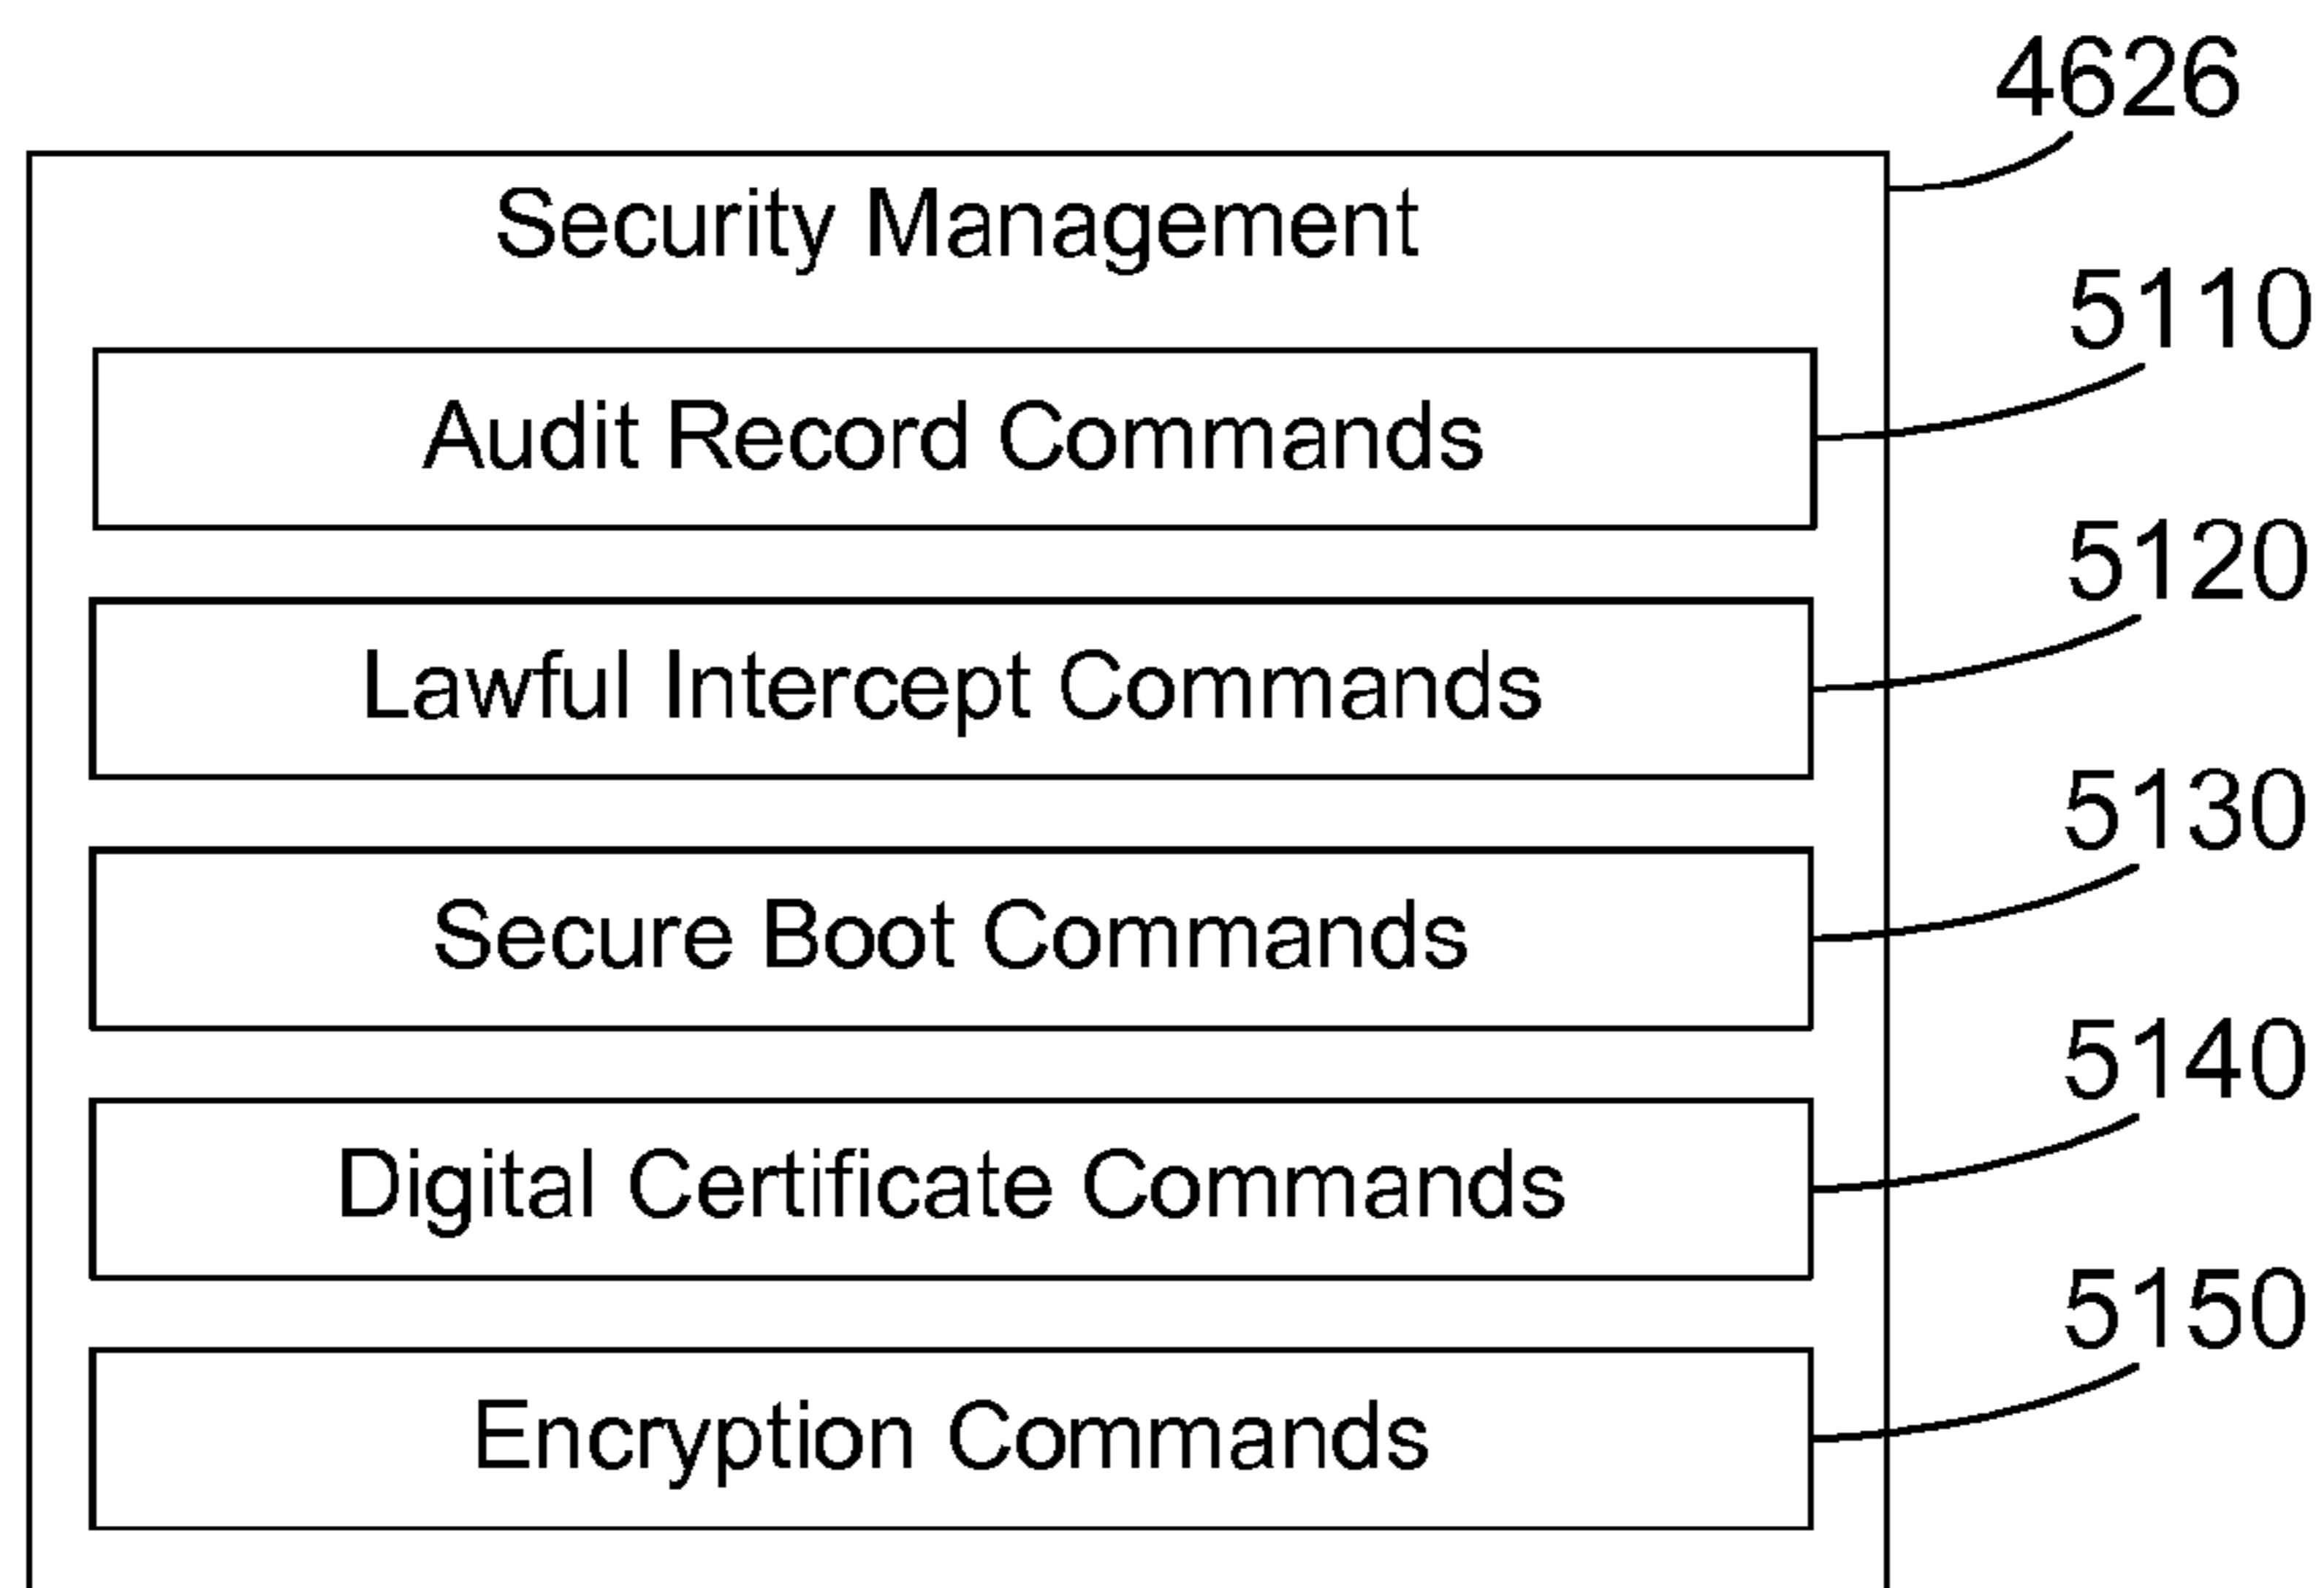 4626
Security Management
5110
Audit Record Commands
5120
Lawful Intercept Commands
5130
Secure Boot Commands
5140
Digital Certificate Commands
5150
Encryption Commands